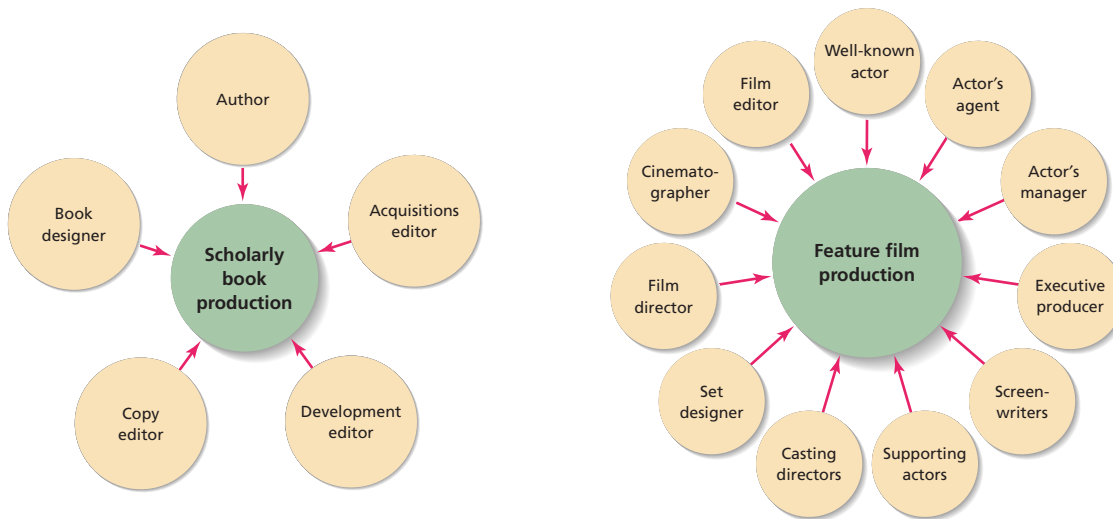 Author
Book
designer
Acquisitions
editor
Scholarly
book
production
Copy
editor
Development
editor
Well-known
actor
Film
editor
Actor's
agent
Cinemato-
grapher
Actor's
manager
Feature film
production
Film
director
Executive
producer
Set
designer
Screen-
writers
Casting
directors
Supporting
actors